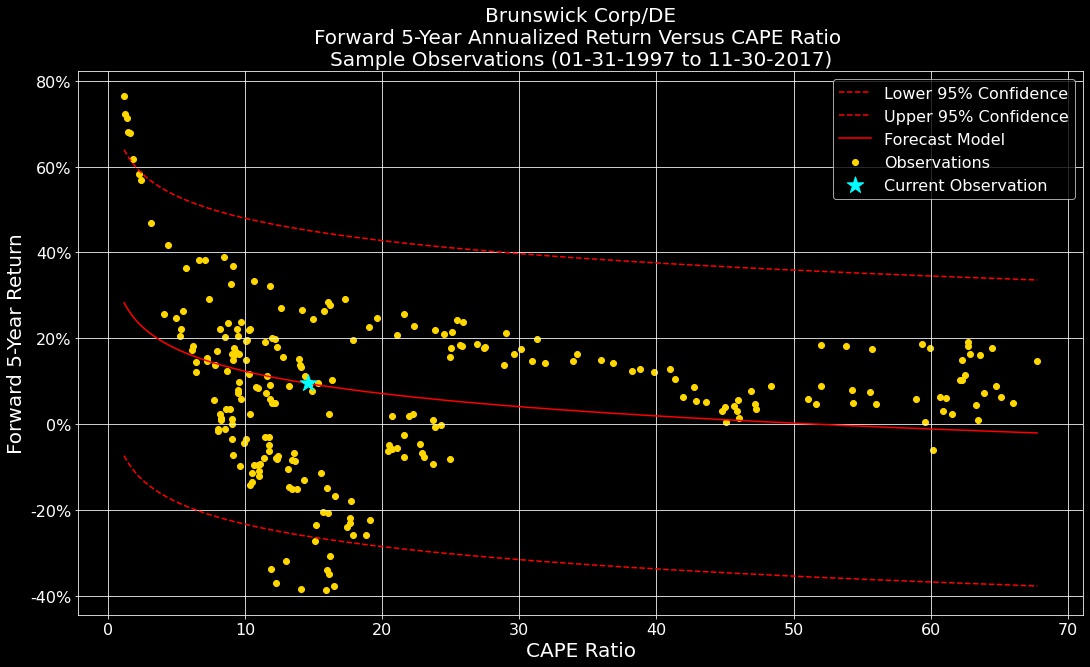 Brunswick Corp/DE
Forward 5-Year Annualized Return Versus CAPE Ratio
Sample Observations (01-31-1997 to 11-30-2017)
Lower 95% Confidence
Upper 95% Confidence
Forecast Model
Observations
Current Observation
Forward 5-Year Return
80%
60%
40%
20%
0%
-20%
-40%
0 10 20 30 40 50 60 70
CAPE Ratio